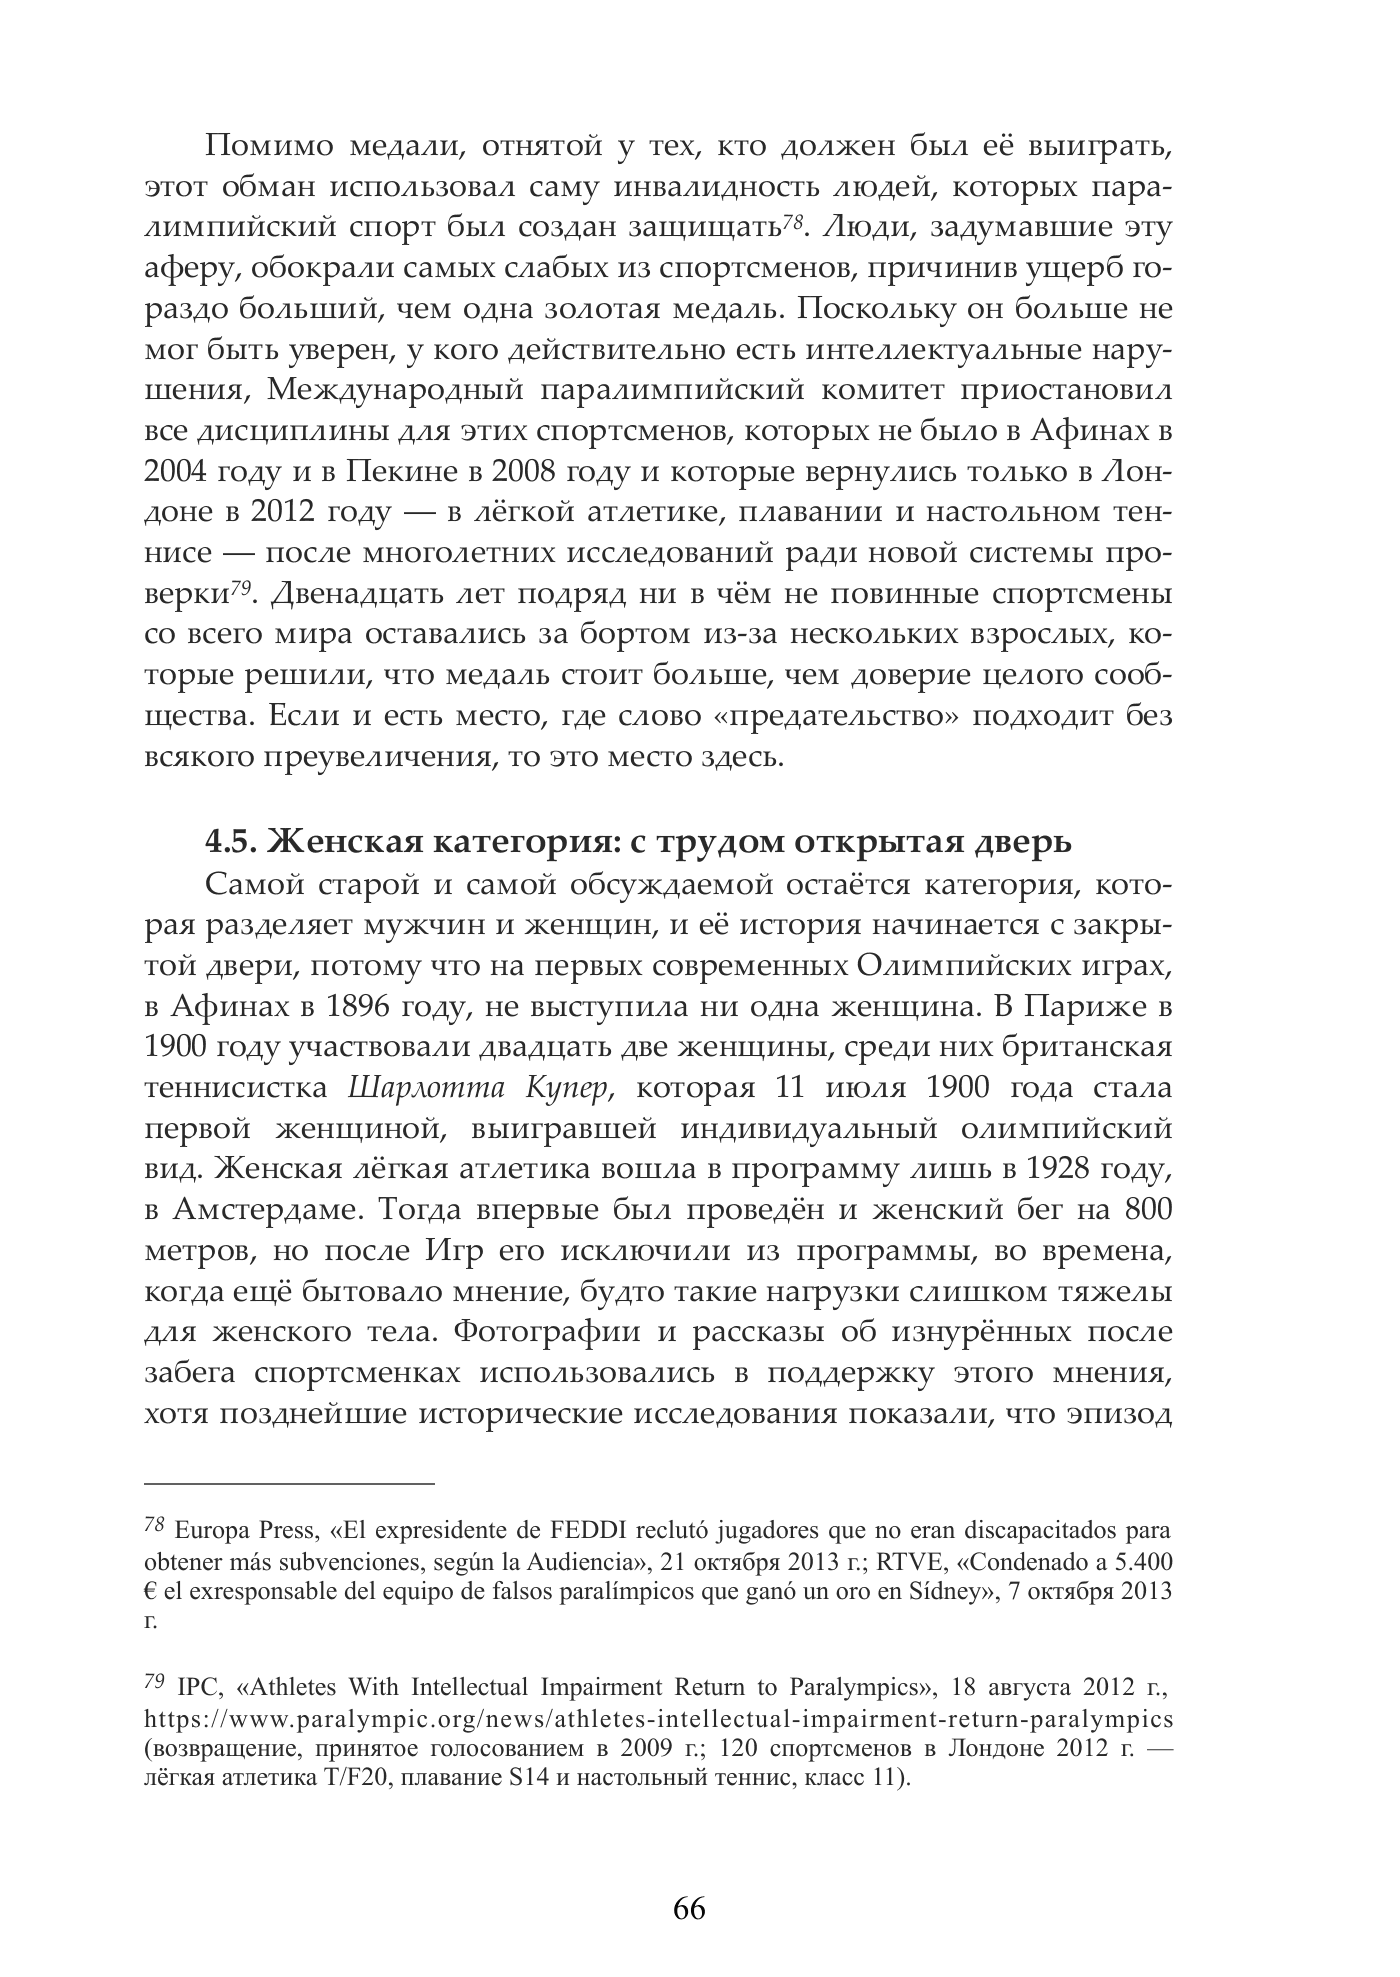 Помимо медали, отнятой у тех, кто должен был её выиграть,
этот обман использовал саму инвалидность людей, которых пара-
лимпийский спорт был создан защищать78. Люди, задумавшие эту
аферу, обокрали самых слабых из спортсменов, причинив ущерб го-
раздо больший, чем одна золотая медаль. Поскольку он больше не
мог быть уверен, у кого действительно есть интеллектуальные нару-
шения, Международный паралимпийский комитет приостановил
все дисциплины для этих спортсменов, которых не было в Афинах в
2004 году и в Пекине в 2008 году и которые вернулись только в Лон-
доне в 2012 году — в лёгкой атлетике, плавании и настольном тен-
нисе — после многолетних исследований ради новой системы про-
верки79. Двенадцать лет подряд ни в чём не повинные спортсмены
со всего мира оставались за бортом из-за нескольких взрослых, ко-
торые решили, что медаль стоит больше, чем доверие целого сооб-
щества. Если и есть место, где слово «предательство» подходит без
всякого преувеличения, то это место здесь.
4.5. Женская категория: с трудом открытая дверь
Самой старой и самой обсуждаемой остаётся категория, кото-
рая разделяет мужчин и женщин, и её история начинается с закры-
той двери, потому что на первых современных Олимпийских играх,
в Афинах в 1896 году, не выступила ни одна женщина. В Париже в
1900 году участвовали двадцать две женщины, среди них британская
теннисистка Шарлотта Купер, которая 11 июля 1900 года стала
первой женщиной, выигравшей индивидуальный олимпийский
вид. Женская лёгкая атлетика вошла в программу лишь в 1928 году,
в Амстердаме. Тогда впервые был проведён и женский бег на 800
метров, но после Игр его исключили из программы, во времена,
когда ещё бытовало мнение, будто такие нагрузки слишком тяжелы
для женского тела. Фотографии и рассказы об изнурённых после
забега спортсменках использовались в поддержку этого мнения,
хотя позднейшие исторические исследования показали, что эпизод
78 Europa Press, «El expresidente de FEDDI reclutó jugadores que no eran discapacitados para
obtener más subvenciones, según la Audiencia», 21 октября 2013 г.; RTVE, «Condenado a 5.400
€ el exresponsable del equipo de falsos paralímpicos que ganó un oro en Sídney», 7 октября 2013
г.
79 IPC, «Athletes With Intellectual Impairment Return to Paralympics», 18 августа 2012 г.,
https://www.paralympic.org/news/athletes-intellectual-impairment-return-paralympics
(возвращение, принятое голосованием в 2009 г.; 120 спортсменов в Лондоне 2012 г. —
лёгкая атлетика T/F20, плавание S14 и настольный теннис, класс 11).
66